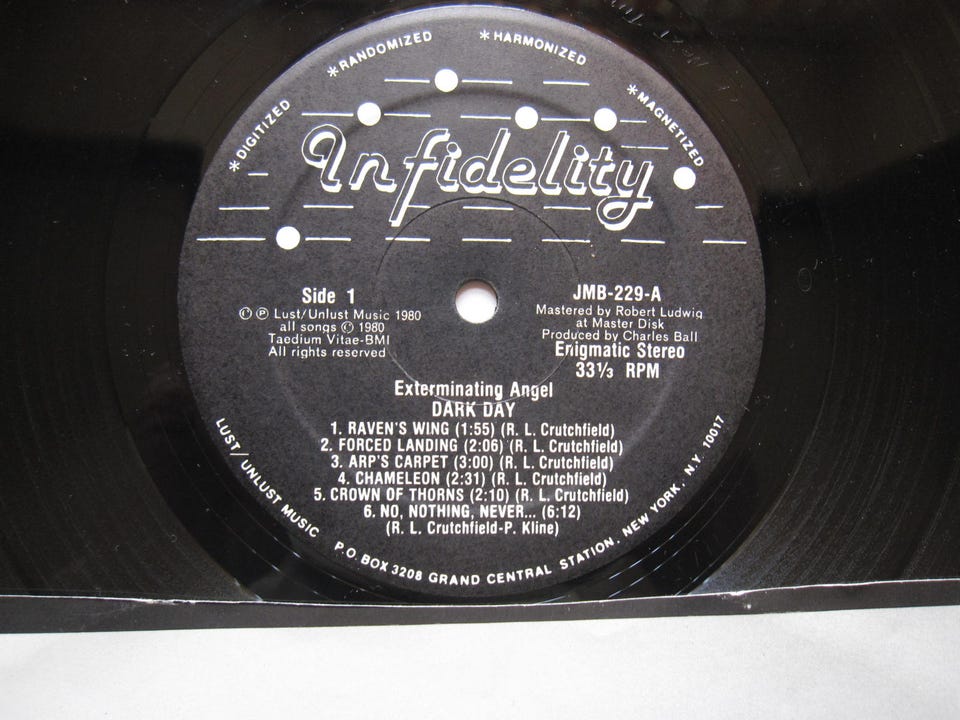 *DIGITIZED
*RANDOMIZED
*HARMONIZED
*MAGNETIZED
Infidelity
Side 1
Ⓒ Ⓟ Lust/Unlust Music 1980
all songs Ⓒ 1980
Taedium Vitae-BMI
All rights reserved
JMB-229-A
Mastered by Robert Ludwig
at Master Disk
Produced by Charles Ball
Enigmatic Stereo
33⅓ RPM
Exterminating Angel
DARK DAY
1. RAVEN'S WING (1:55) (R. L. Crutchfield)
2. FORCED LANDING (2:06) (R. L. Crutchfield)
3. ARP'S CARPET (3:00) (R. L. Crutchfield)
4. CHAMELEON (2:31) (R. L. Crutchfield)
5. CROWN OF THORNS (2:10) (R. L. Crutchfield)
6. NO, NOTHING, NEVER... (6:12)
(R. L. Crutchfield-P. Kline)
LUST/UNLUST MUSIC P.O. BOX 3208 GRAND CENTRAL STATION. NEW YORK. N.Y. 10017